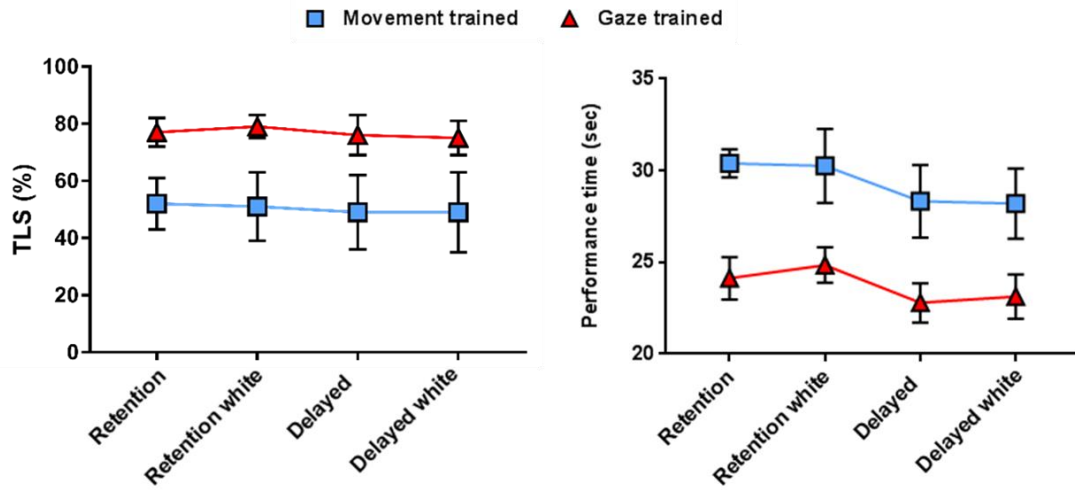 Movement trained Gaze trained
TLS (%)
100
80
60
40
20
0
Retention
Retention white
Delayed
Delayed white
Performance time (sec)
35
30
25
20
Retention
Retention white
Delayed
Delayed white